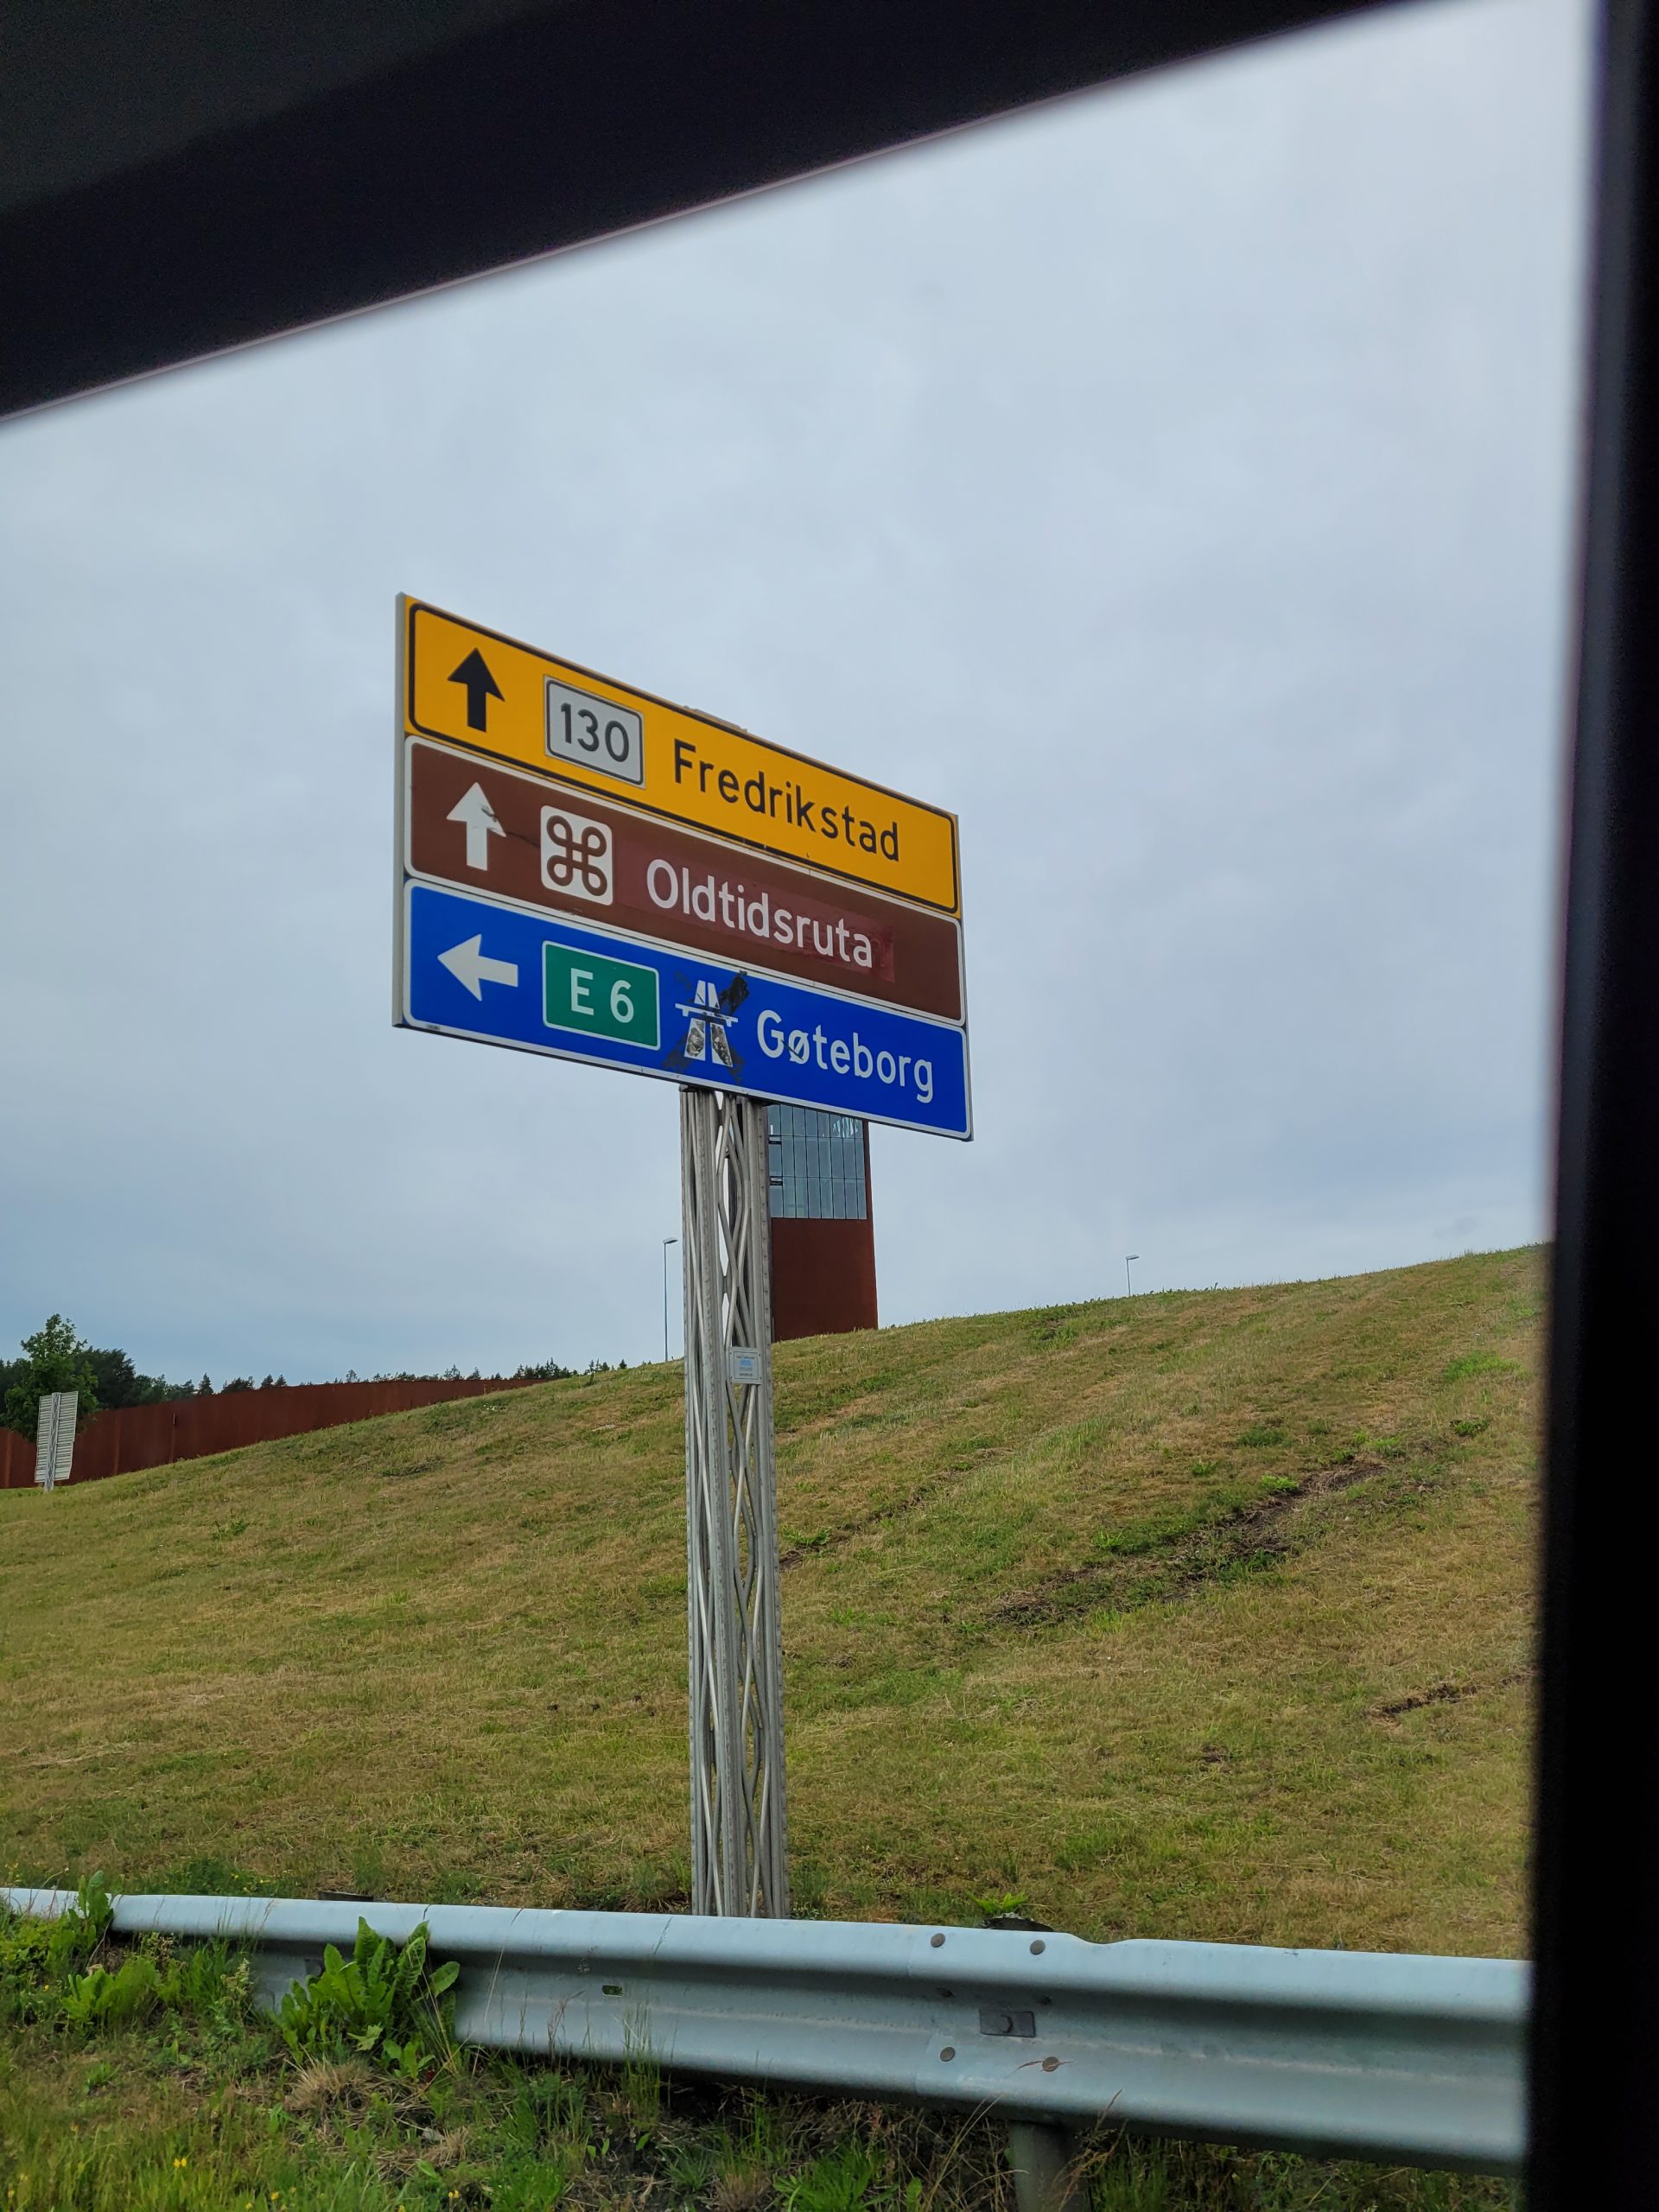 130 Fredrikstad
Oldtidsruta
E 6 Gøteborg